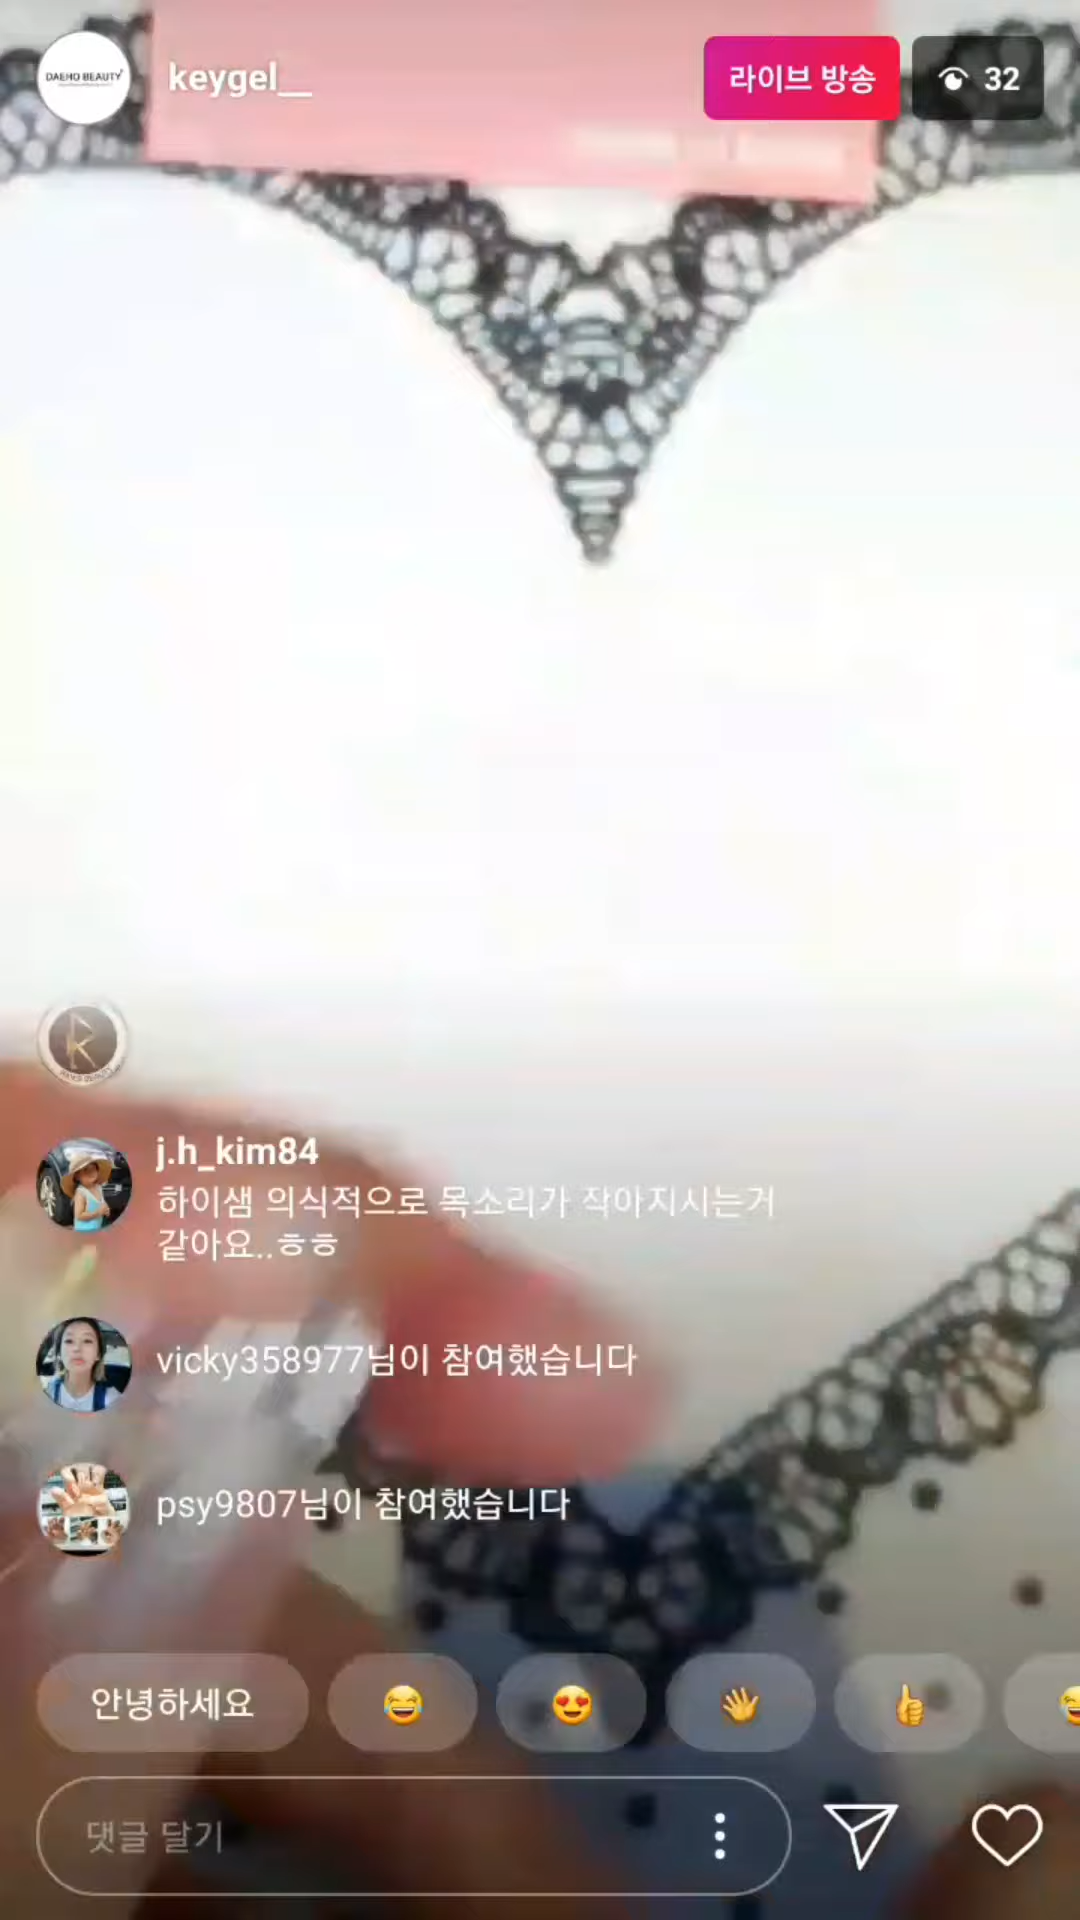 DAEHO BEAUTY
keygel__
라이브 방송
32
j.h_kim84
하이샘 의식적으로 목소리가 작아지시는거
같아요..ㅎㅎ
vicky358977님이 참여했습니다
psy9807님이 참여했습니다
안녕하세요
댓글 달기